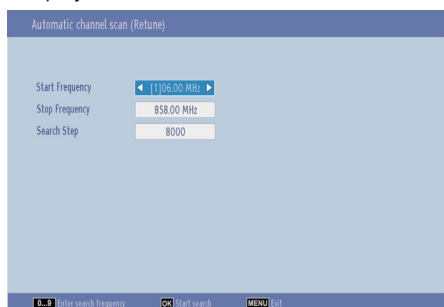 Automatic channel scan (Retune)
Start Frequency ◄ [1]06.00 MHz ►
Stop Frequency 858.00 MHz
Search Step 8000
0...9 Enter search frequency OK Start search MENU Exit